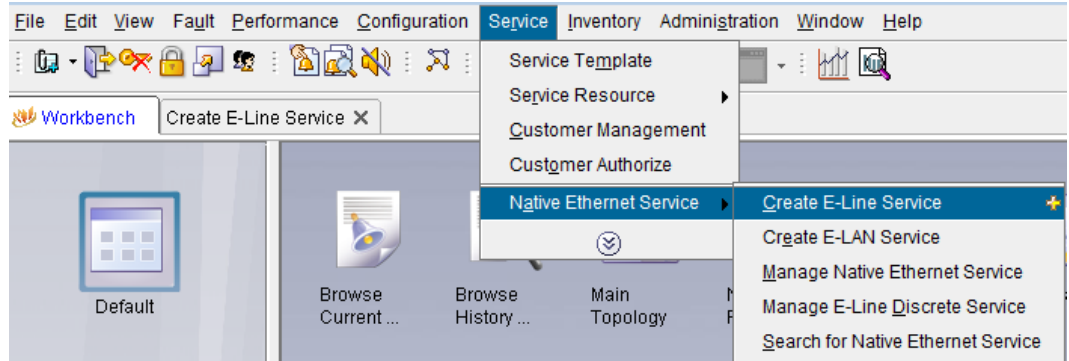 File Edit View Fault Performance Configuration Service Inventory Administration Window Help
Workbench Create E-Line Service
Service Template
Service Resource
Customer Management
Customer Authorize
Native Ethernet Service
Create E-Line Service
Create E-LAN Service
Manage Native Ethernet Service
Manage E-Line Discrete Service
Search for Native Ethernet Service
Default
Browse
Current ...
Browse
History ...
Main
Topology